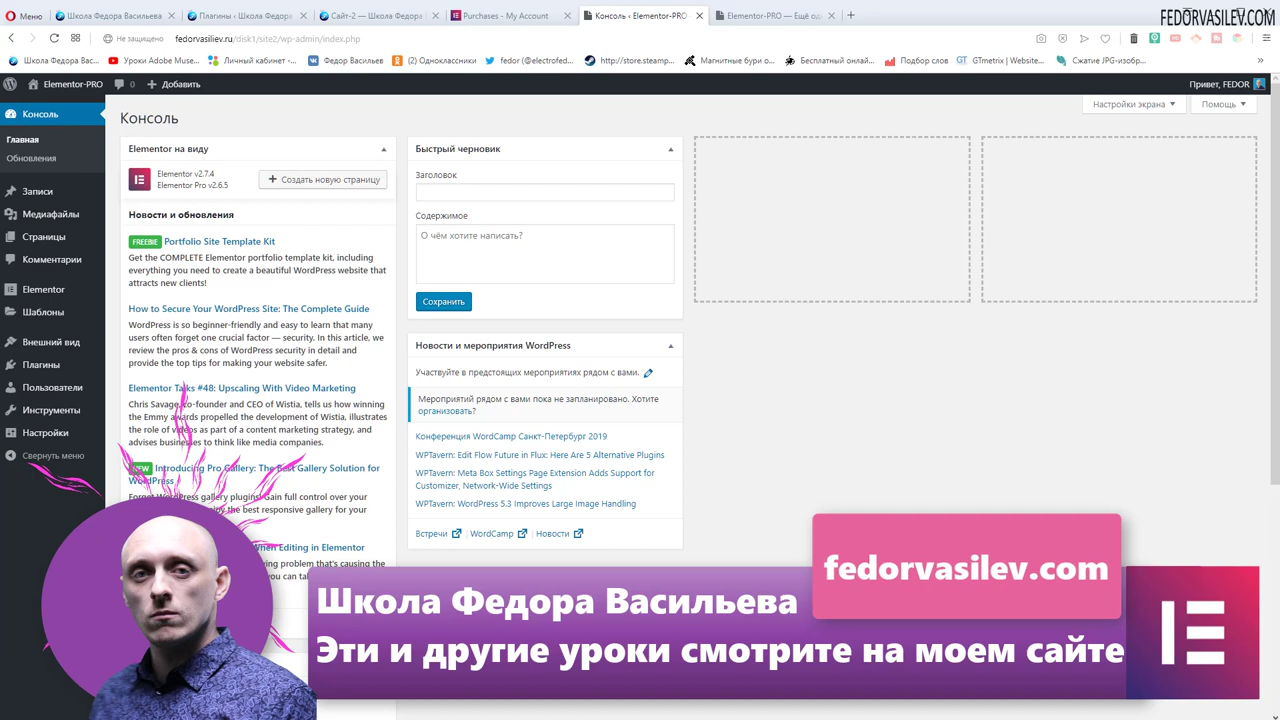 Меню
Школа Федора Васильева
Плагины ‹ Школа Федора
Сайт-2 — Школа Федора
Purchases - My Account
Консоль ‹ Elementor-PRO
Elementor-PRO — Ещё од
FEDORVASILEV.COM
Не защищено
fedorvasiliev.ru/disk1/site2/wp-admin/index.php
Школа Федора Вас...
Уроки Adobe Muse...
Личный кабинет -...
Федор Васильев
(2) Одноклассники
fedor (@electrofed...
http://store.steamp...
Магнитные бури о...
Бесплатный онлай...
Подбор слов
GTmetrix | Website...
Сжатие JPG-изобр...
Elementor-PRO
0
Добавить
Привет, FEDOR
Консоль
Главная
Обновления
Записи
Медиафайлы
Страницы
Комментарии
Elementor
Шаблоны
Внешний вид
Плагины
Пользователи
Инструменты
Настройки
Свернуть меню
Настройки экрана
Помощь
Консоль
Elementor на виду
Elementor v2.7.4
Elementor Pro v2.6.5
Создать новую страницу
Новости и обновления
FREEBIE Portfolio Site Template Kit
Get the COMPLETE Elementor portfolio template kit, including
everything you need to create a beautiful WordPress website that
attracts new clients!
How to Secure Your WordPress Site: The Complete Guide
WordPress is so beginner-friendly and easy to learn that many
users often forget one crucial factor — security. In this article, we
review the pros & cons of WordPress security in detail and
provide the top tips for making your website safer.
Elementor Talks #48: Upscaling With Video Marketing
Chris Savage, co-founder and CEO of Wistia, tells us how winning
the Emmy awards propelled the development of Wistia, illustrates
the role of videos as part of a content marketing strategy, and
advises businesses to think like media companies.
NEW Introducing Pro Gallery: The Best Gallery Solution for
WordPress
Forget WordPress gallery plugins! Gain full control over your
the best responsive gallery for your
When Editing in Elementor
problem that's causing the
you can
Быстрый черновик
Заголовок
Содержимое
О чём хотите написать?
Сохранить
Новости и мероприятия WordPress
Участвуйте в предстоящих мероприятиях рядом с вами.
Мероприятий рядом с вами пока не запланировано. Хотите
организовать?
Конференция WordCamp Санкт-Петербург 2019
WPTavern: Edit Flow Future in Flux: Here Are 5 Alternative Plugins
WPTavern: Meta Box Settings Page Extension Adds Support for
Customizer, Network-Wide Settings
WPTavern: WordPress 5.3 Improves Large Image Handling
Встречи
WordCamp
Новости
fedorvasilev.com
Школа Федора Васильева
Эти и другие уроки смотрите на моем сайте